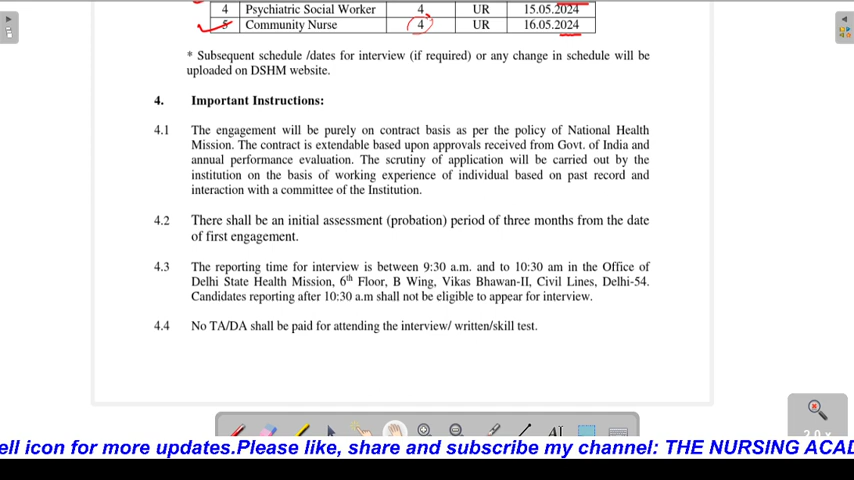 4 Psychiatric Social Worker 4 UR 15.05.2024
5 Community Nurse 4 UR 16.05.2024
* Subsequent schedule /dates for interview (if required) or any change in schedule will be
uploaded on DSHM website.
4. Important Instructions:
4.1 The engagement will be purely on contract basis as per the policy of National Health
Mission. The contract is extendable based upon approvals received from Govt. of India and
annual performance evaluation. The scrutiny of application will be carried out by the
institution on the basis of working experience of individual based on past record and
interaction with a committee of the Institution.
4.2 There shall be an initial assessment (probation) period of three months from the date
of first engagement.
4.3 The reporting time for interview is between 9:30 a.m. and to 10:30 am in the Office of
Delhi State Health Mission, 6th Floor, B Wing, Vikas Bhawan-II, Civil Lines, Delhi-54.
Candidates reporting after 10:30 a.m shall not be eligible to appear for interview.
4.4 No TA/DA shall be paid for attending the interview/ written/skill test.
ell icon for more updates.Please like, share and subscribe my channel: THE NURSING ACAD